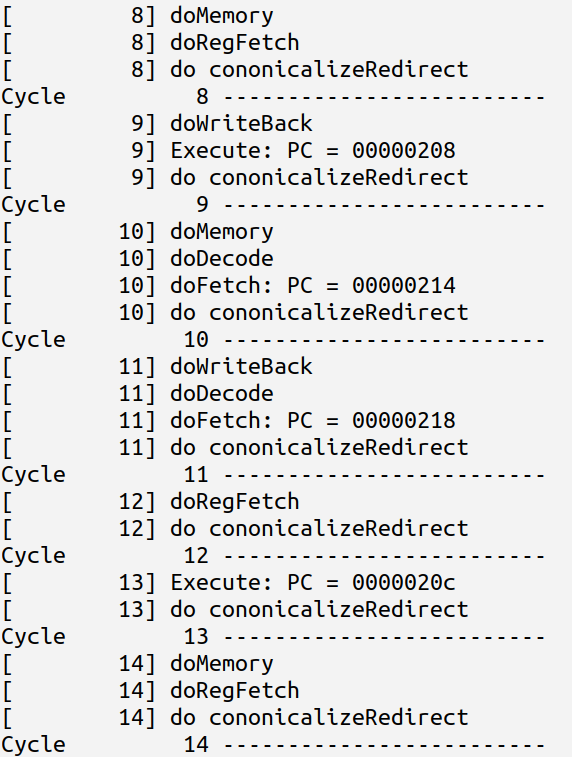 [         8] doMemory
[         8] doRegFetch
[         8] do cononicalizeRedirect
Cycle          8 -------------------------
[         9] doWriteBack
[         9] Execute: PC = 00000208
[         9] do cononicalizeRedirect
Cycle          9 -------------------------
[        10] doMemory
[        10] doDecode
[        10] doFetch: PC = 00000214
[        10] do cononicalizeRedirect
Cycle         10 -------------------------
[        11] doWriteBack
[        11] doDecode
[        11] doFetch: PC = 00000218
[        11] do cononicalizeRedirect
Cycle         11 -------------------------
[        12] doRegFetch
[        12] do cononicalizeRedirect
Cycle         12 -------------------------
[        13] Execute: PC = 0000020c
[        13] do cononicalizeRedirect
Cycle         13 -------------------------
[        14] doMemory
[        14] doRegFetch
[        14] do cononicalizeRedirect
Cycle         14 -------------------------